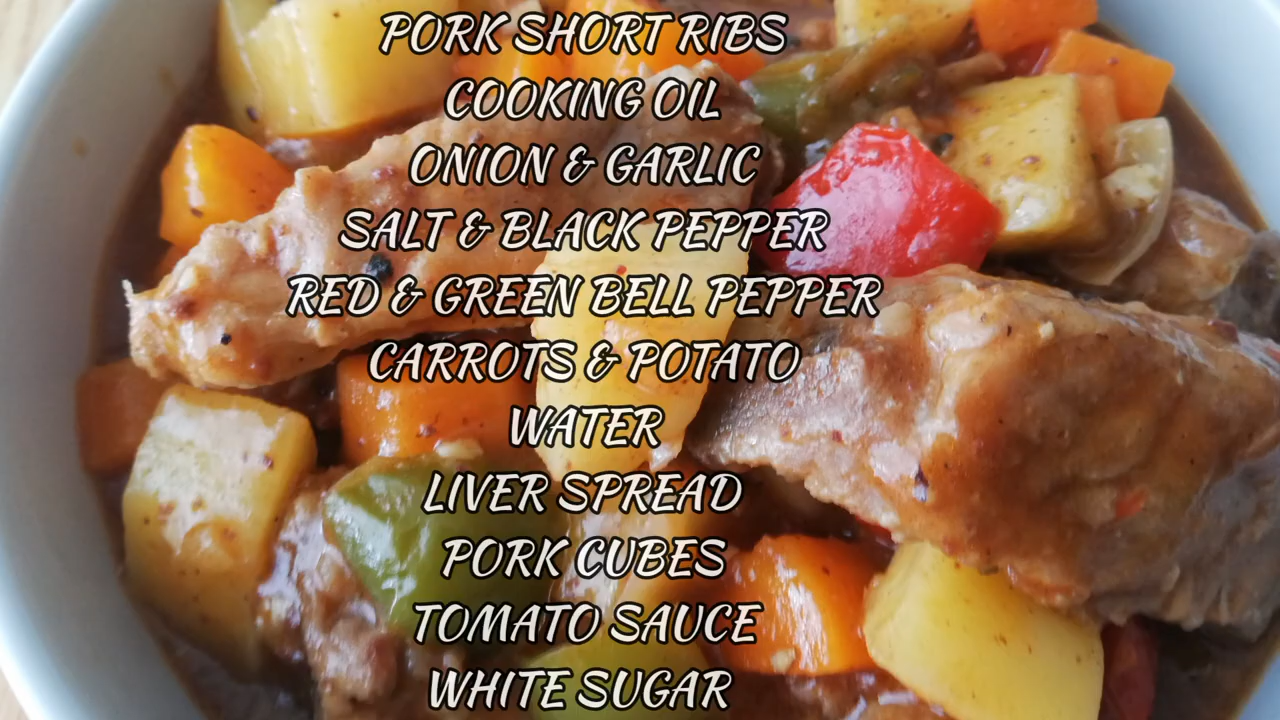 PORK SHORT RIBS
COOKING OIL
ONION & GARLIC
SALT & BLACK PEPPER
RED & GREEN BELL PEPPER
CARROTS & POTATO
WATER
LIVER SPREAD
PORK CUBES
TOMATO SAUCE
WHITE SUGAR